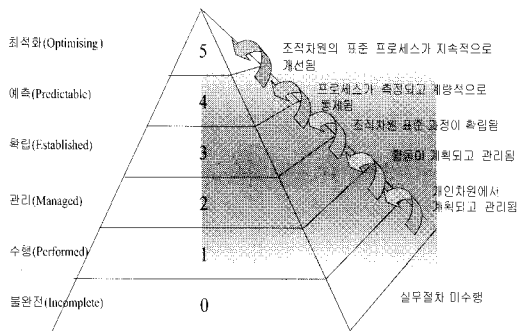 최적화(Optimising)
5
조직차원의 표준 프로세스가 지속적으로
개선됨
예측(Predictable)
4
프로세스가 측정되고 계량적으로
통제됨
확립(Established)
3
조직차원 표준 과정이 확립됨
활동이 계획되고 관리됨
관리(Managed)
2
개인차원에서
계획되고 관리됨
수행(Performed)
1
불완전(Incomplete)
0
실무절차 미수행